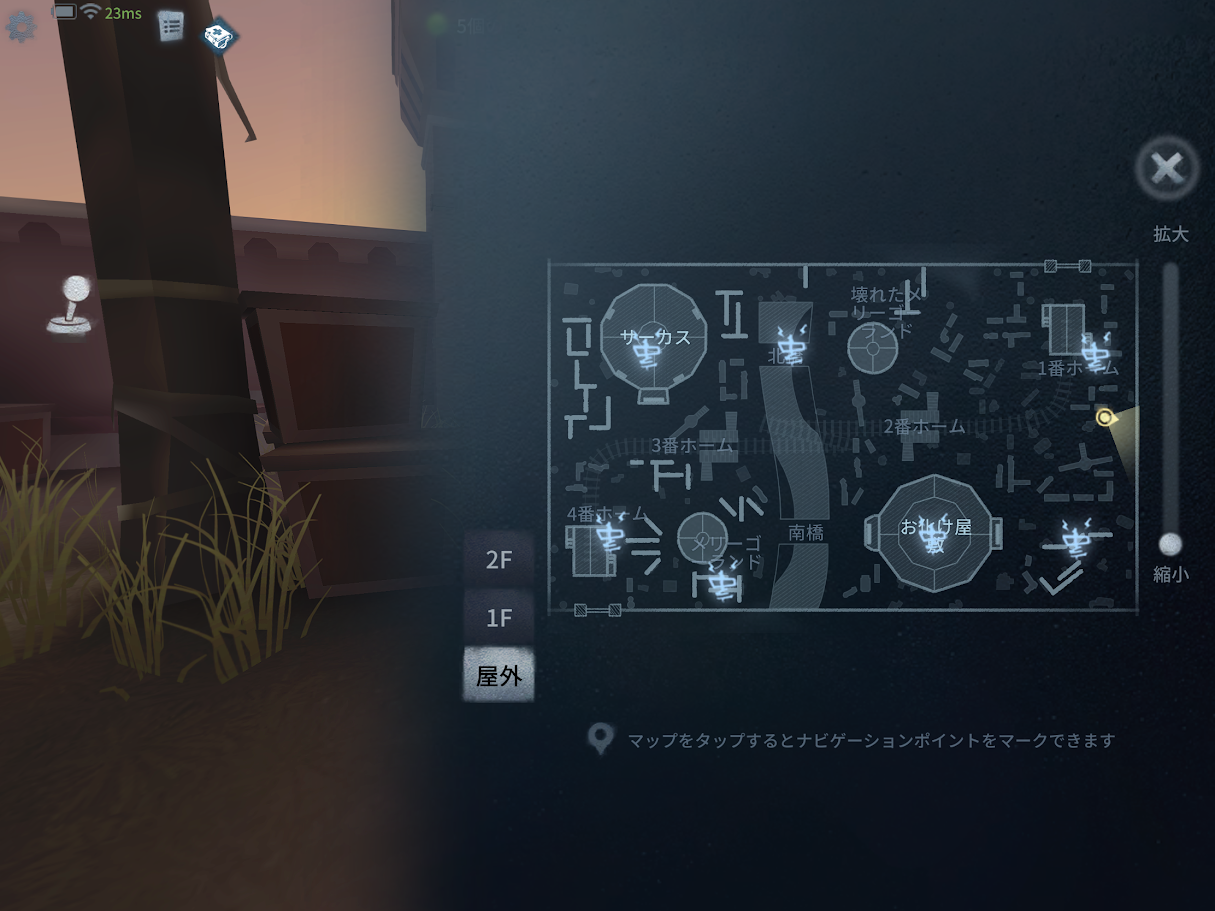 23ms
5個
拡大
壊れたメ
リーゴー
ランド
サーカス
1番ホーム
2番ホーム
3番ホーム
4番ホーム
お化け屋
敷
南橋
メリーゴ
ランド
縮小
2F
1F
屋外
マップをタップするとナビゲーションポイントをマークできます